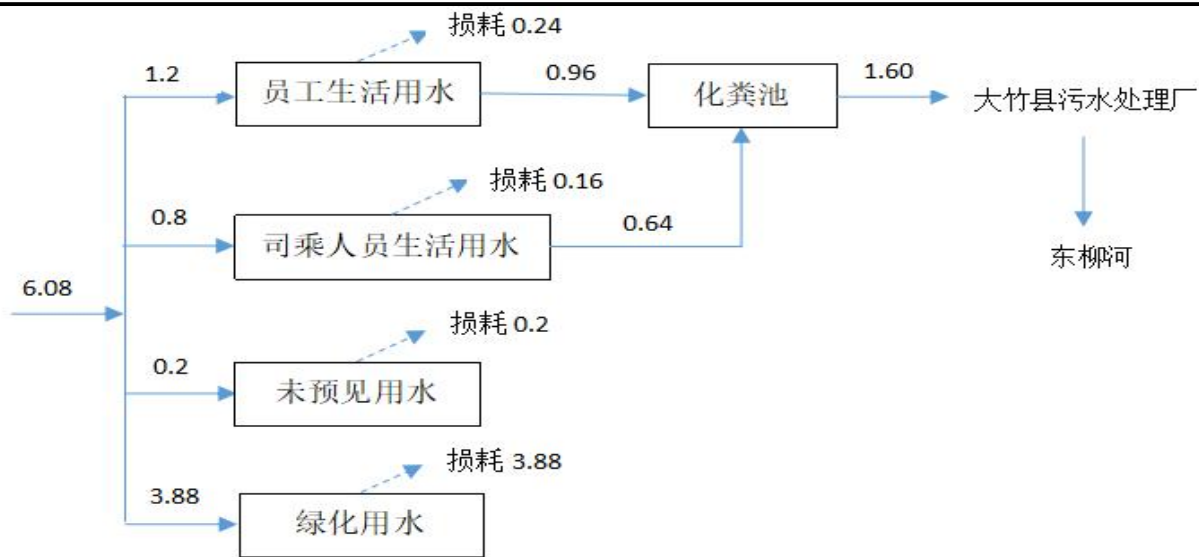 损耗 0.24
1.2
员工生活用水
0.96
化粪池
1.60
大竹县污水处理厂
损耗 0.16
0.8
司乘人员生活用水
0.64
东柳河
6.08
损耗 0.2
0.2
未预见用水
损耗 3.88
3.88
绿化用水